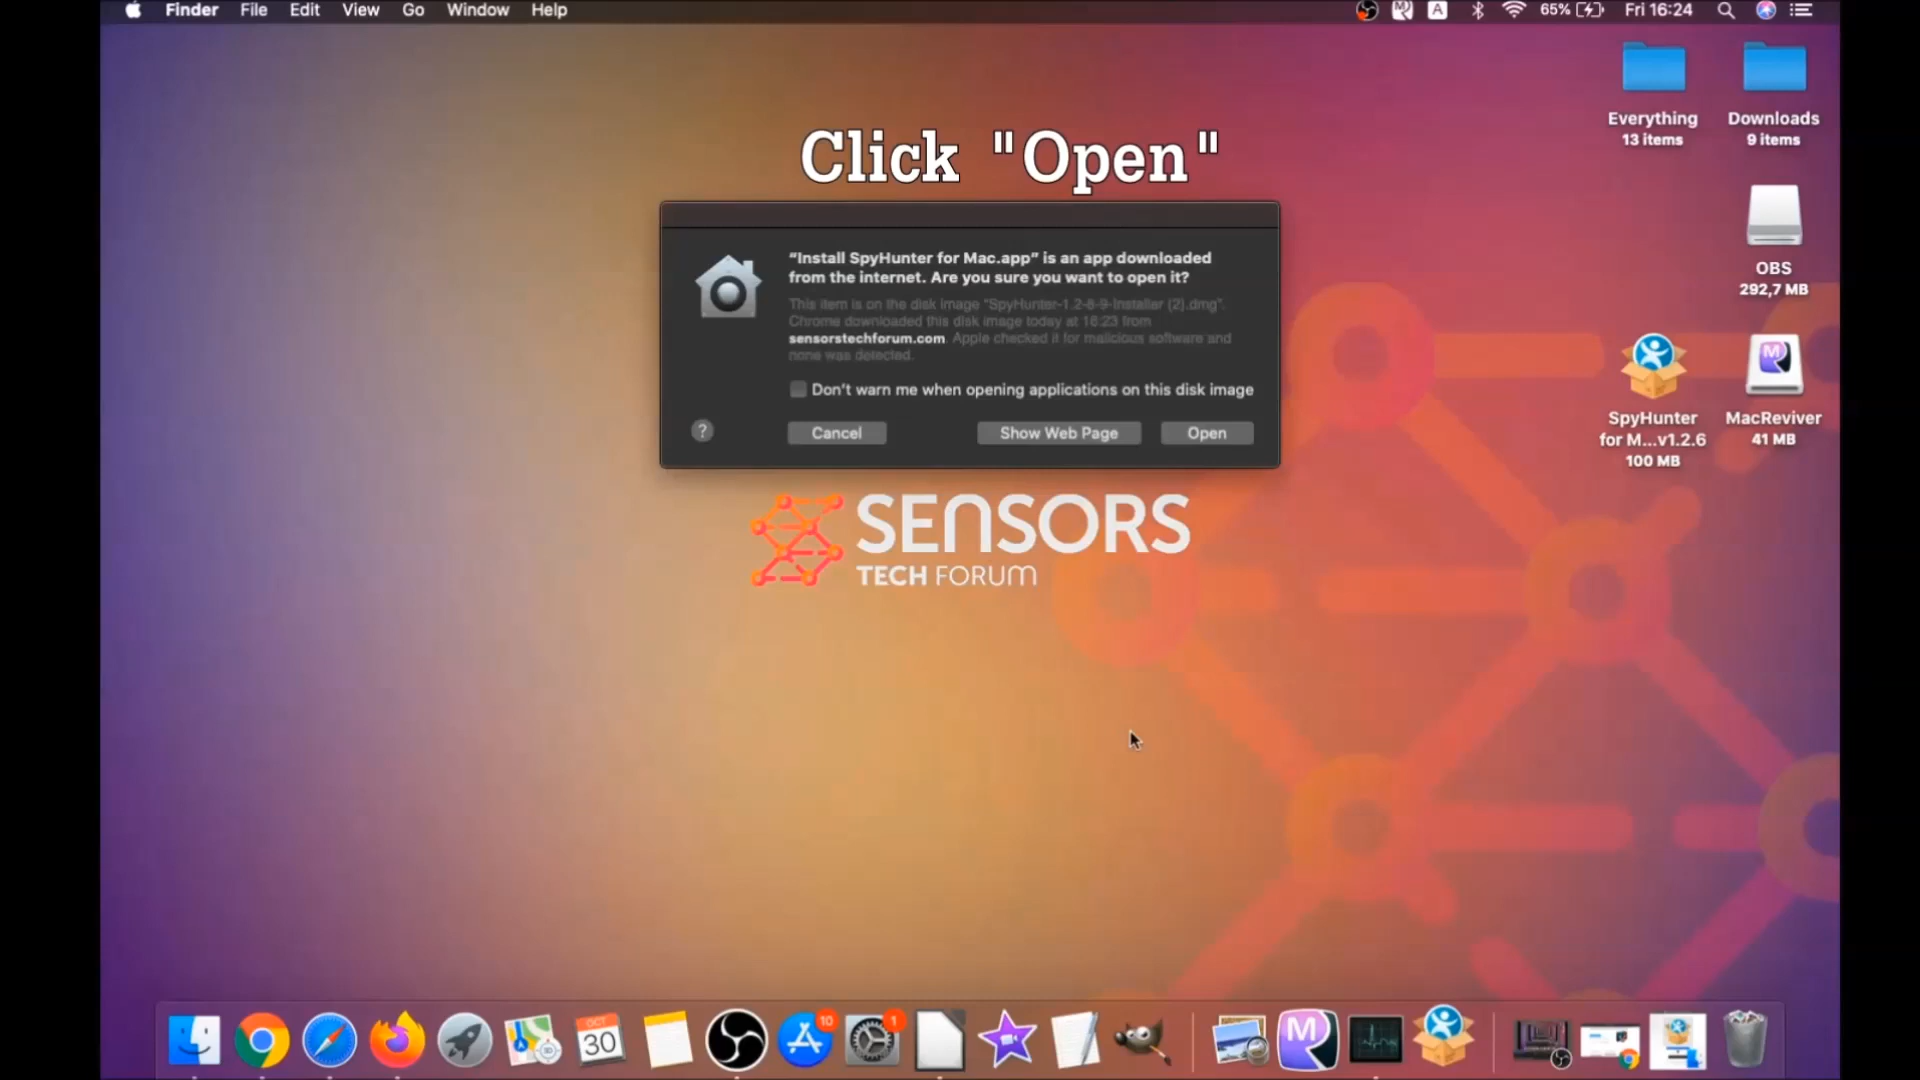 Finder File Edit View Go Window Help
A 65% Fri 16:24
Click "Open"
Everything
13 items
Downloads
9 items
OBS
292,7 MB
SpyHunter
for M...v1.2.6
100 MB
MacReviver
41 MB
“Install SpyHunter for Mac.app” is an app downloaded
from the internet. Are you sure you want to open it?
This item is on the disk image “SpyHunter-1.2-6-9-Installer (2).dmg”.
Chrome downloaded this disk image today at 16:23 from
sensorstechforum.com. Apple checked it for malicious software and
none was detected.
Don't warn me when opening applications on this disk image
?
Cancel
Show Web Page
Open
SENSORS
TECH FORUM
OCT
30
10
1
M